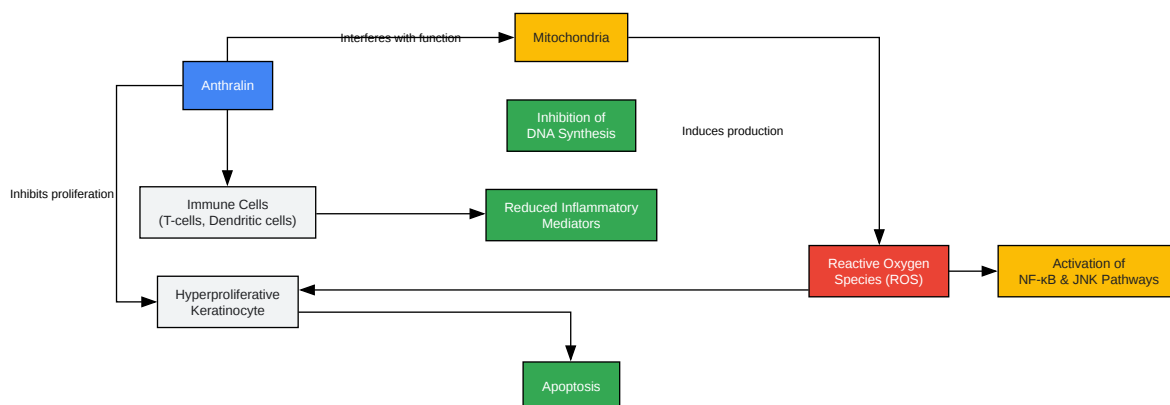 Interferes with function
Mitochondria
Anthralin
Inhibition of
DNA Synthesis
Induces production
Inhibits proliferation
Immune Cells
(T-cells, Dendritic cells)
Reduced Inflammatory
Mediators
Reactive Oxygen
Species (ROS)
Activation of
NF-κB & JNK Pathways
Hyperproliferative
Keratinocyte
Apoptosis